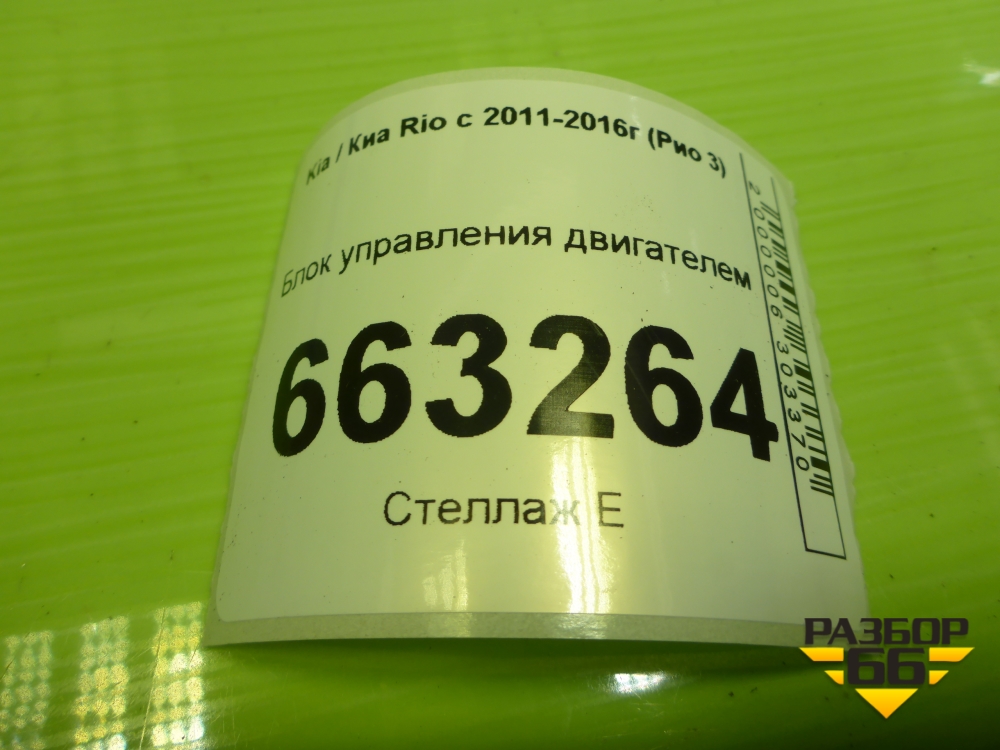 Kia / Киа Rio с 2011-2016г (Рио 3)
Блок управления двигателем
663264
Стеллаж Е
2000006303370
РАЗБОР
66